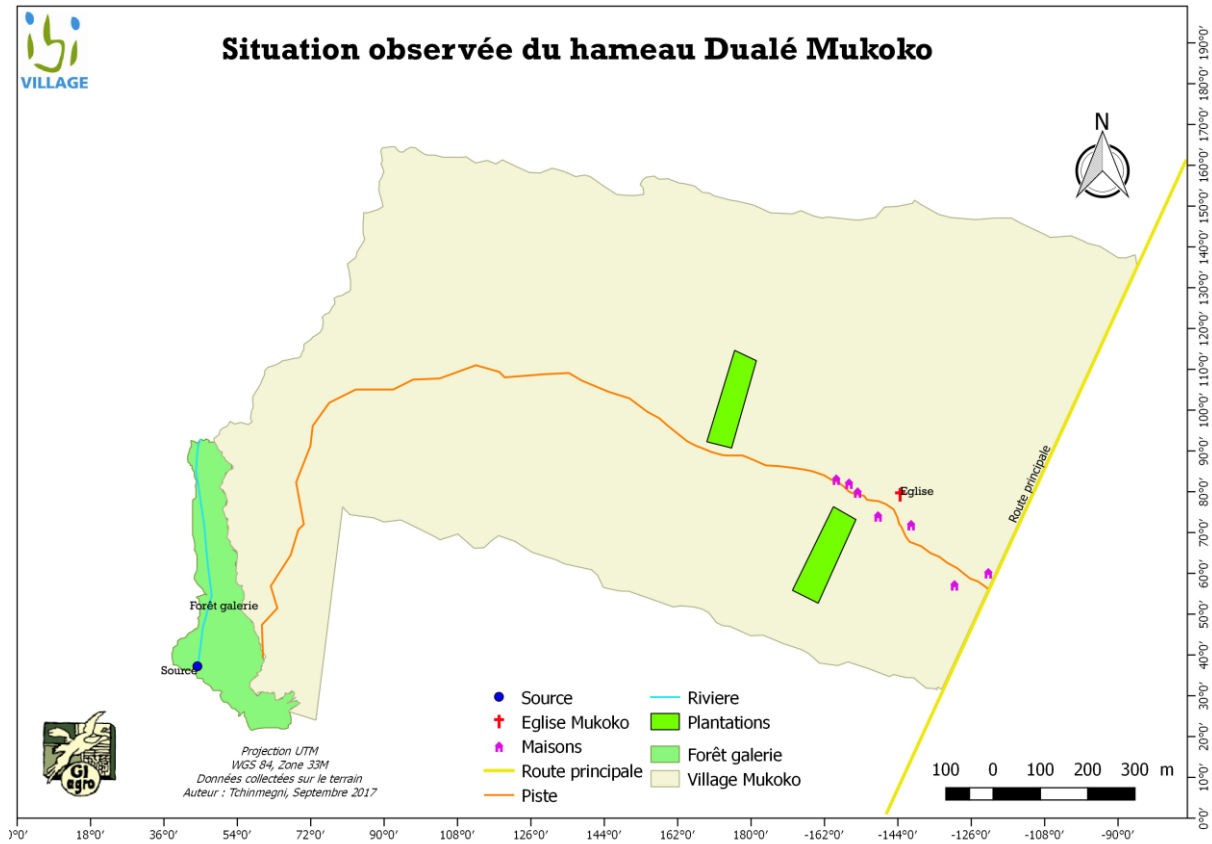 ibi
VILLAGE
Situation observée du hameau Dualé Mukoko
N
Eglise
Route principale
Forêt galerie
Source
Source
Eglise Mukoko
Maisons
Route principale
Piste
Riviere
Plantations
Forêt galerie
Village Mukoko
100 0 100 200 300 m
GI
agro
Projection UTM
WGS 84, Zone 33M
Données collectées sur le terrain
Auteur : Tchinmegni, Septembre 2017
190°0'
180°0'
170°0'
160°0'
150°0'
140°0'
130°0'
120°0'
110°0'
100°0'
90°0'
80°0'
70°0'
60°0'
50°0'
40°0'
30°0'
20°0'
10°0'
0°0'
18°0' 36°0' 54°0' 72°0' 90°0' 108°0' 126°0' 144°0' 162°0' 180°0' -162°0' -144°0' -126°0' -108°0' -90°0'